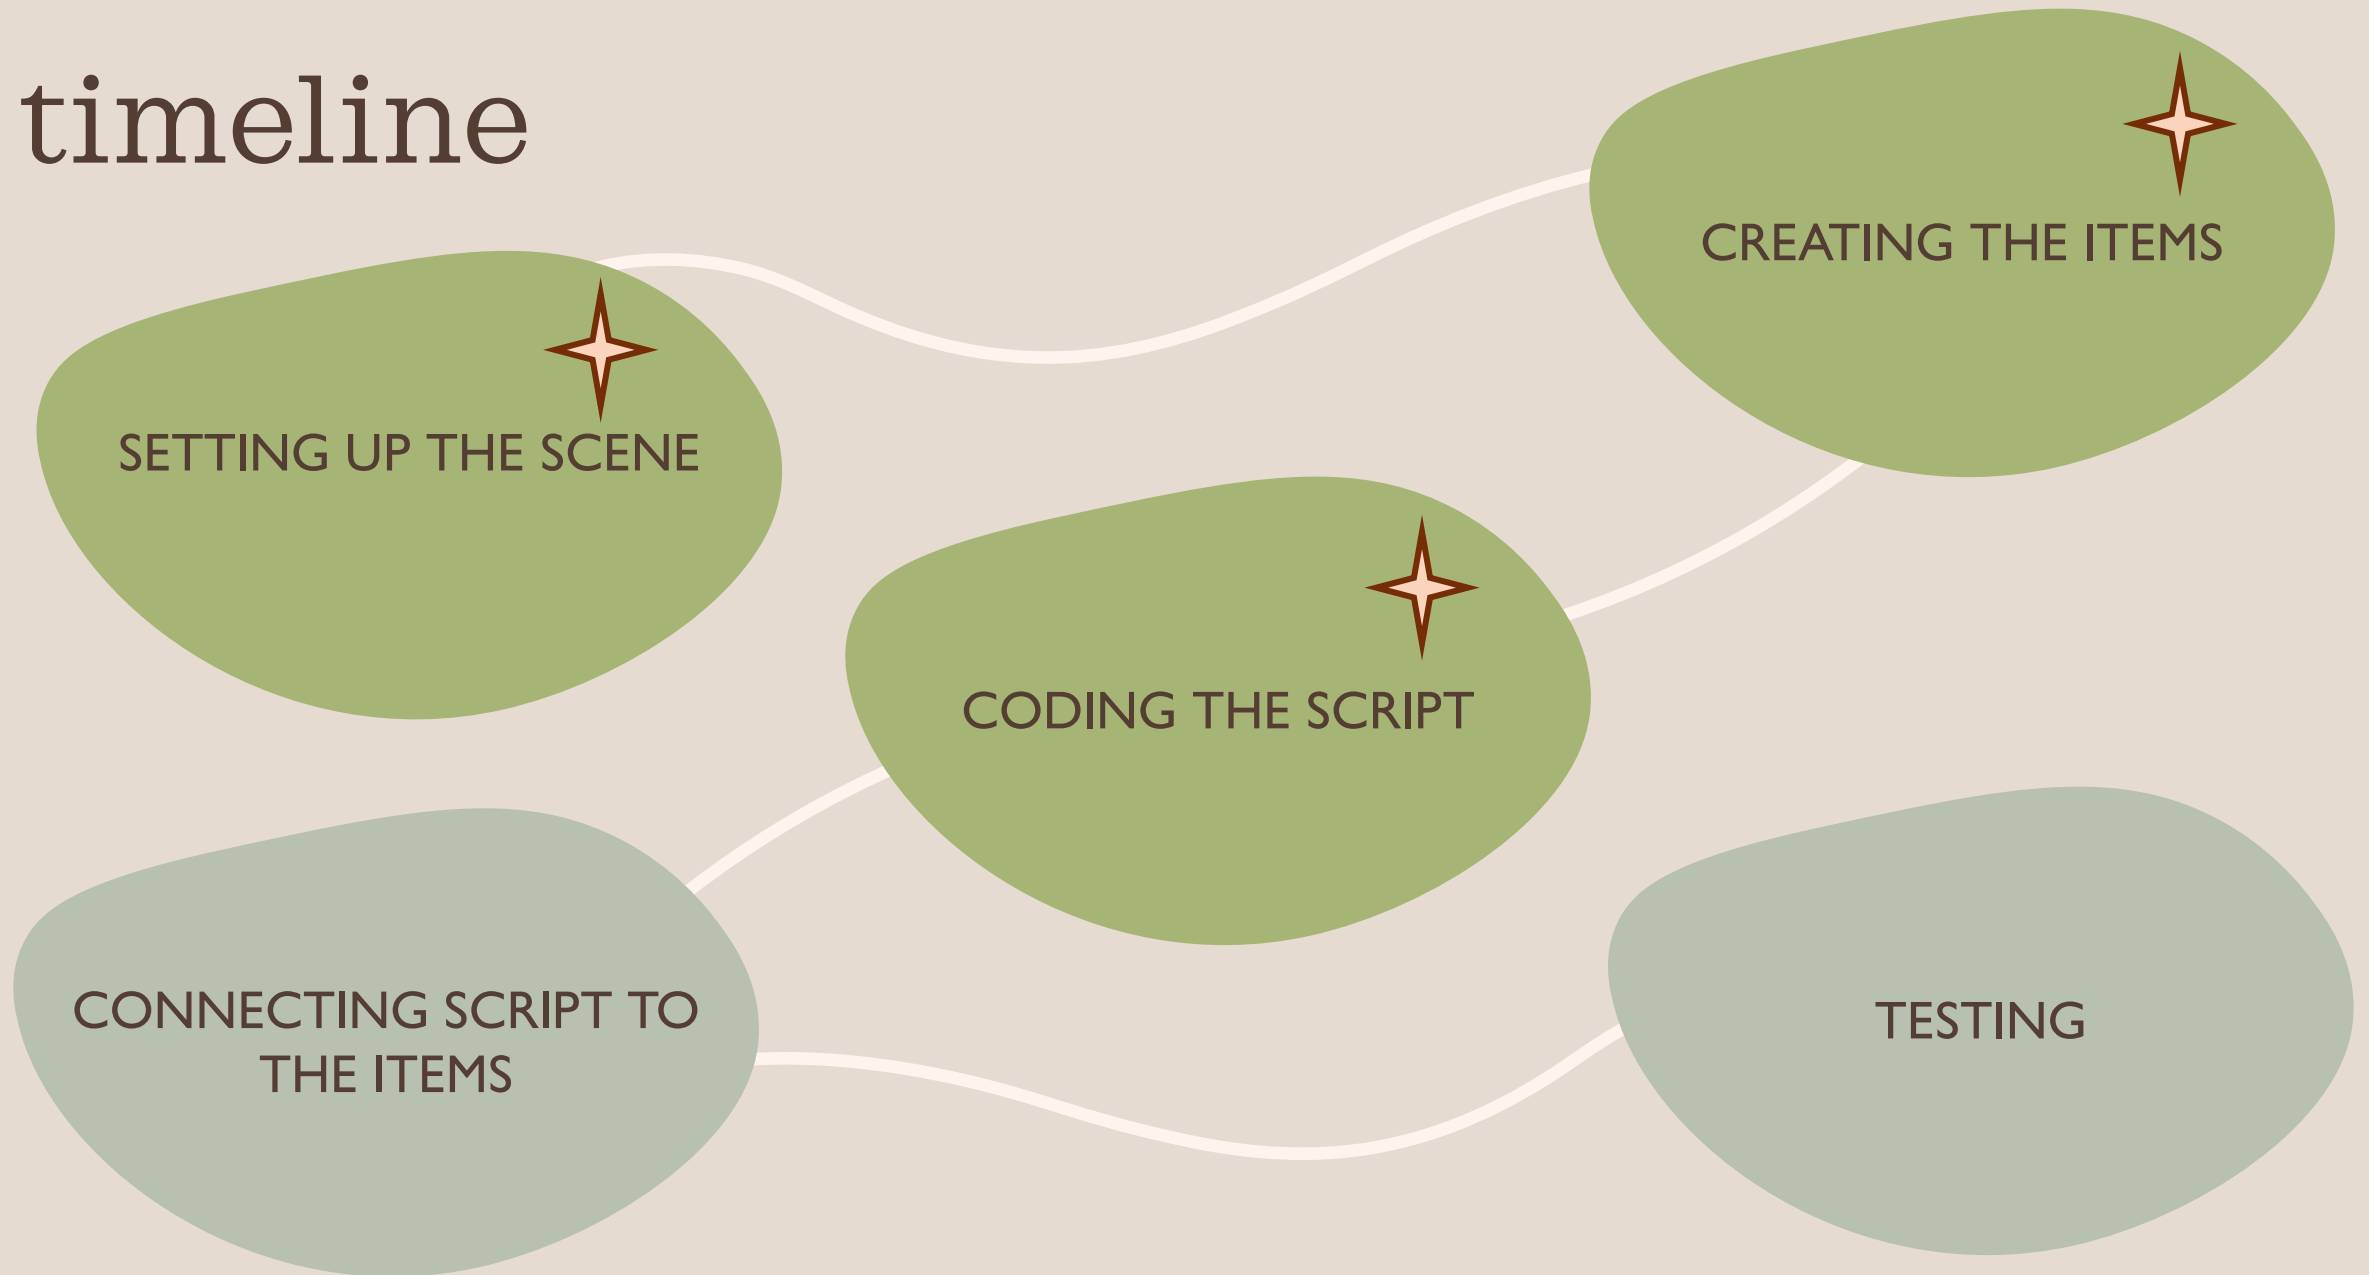 timeline
SETTING UP THE SCENE
CREATING THE ITEMS
CODING THE SCRIPT
CONNECTING SCRIPT TO
THE ITEMS
TESTING